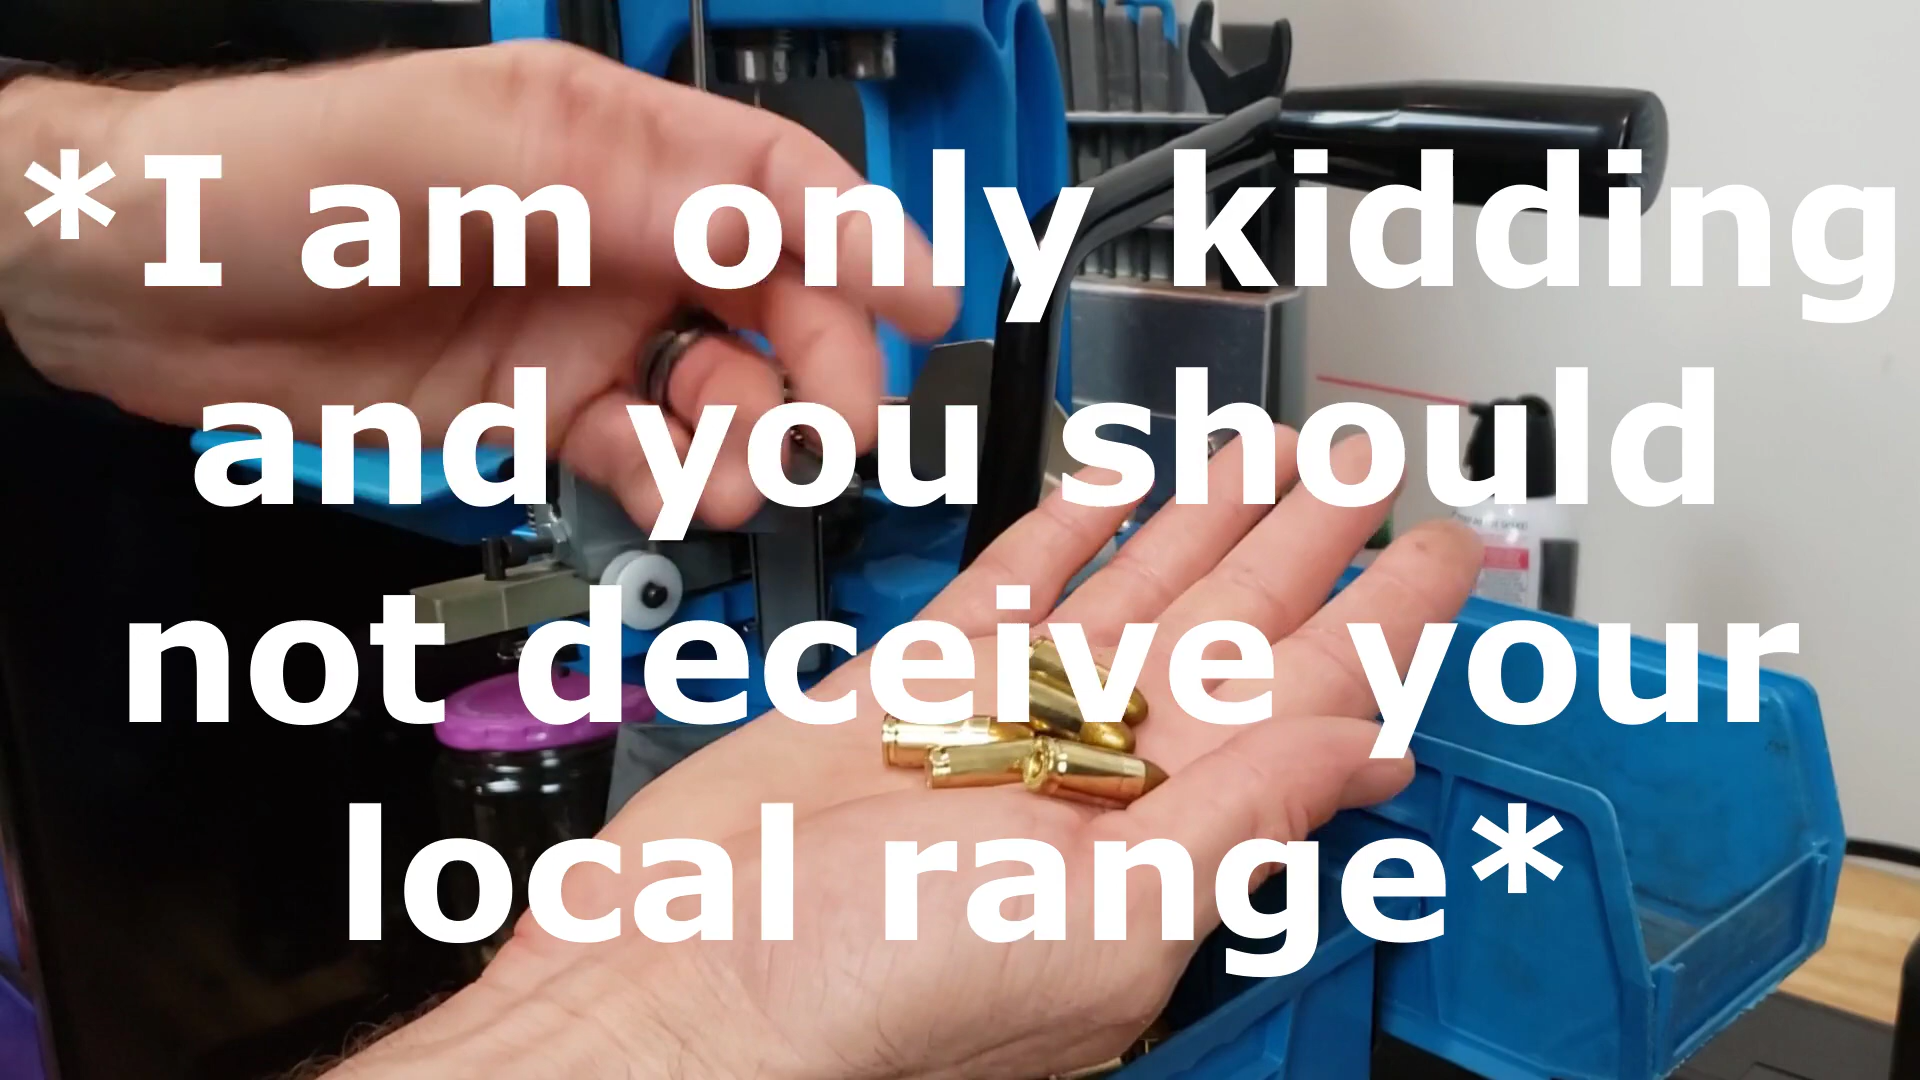 *I am only kidding
and you should
not deceive your
local range*